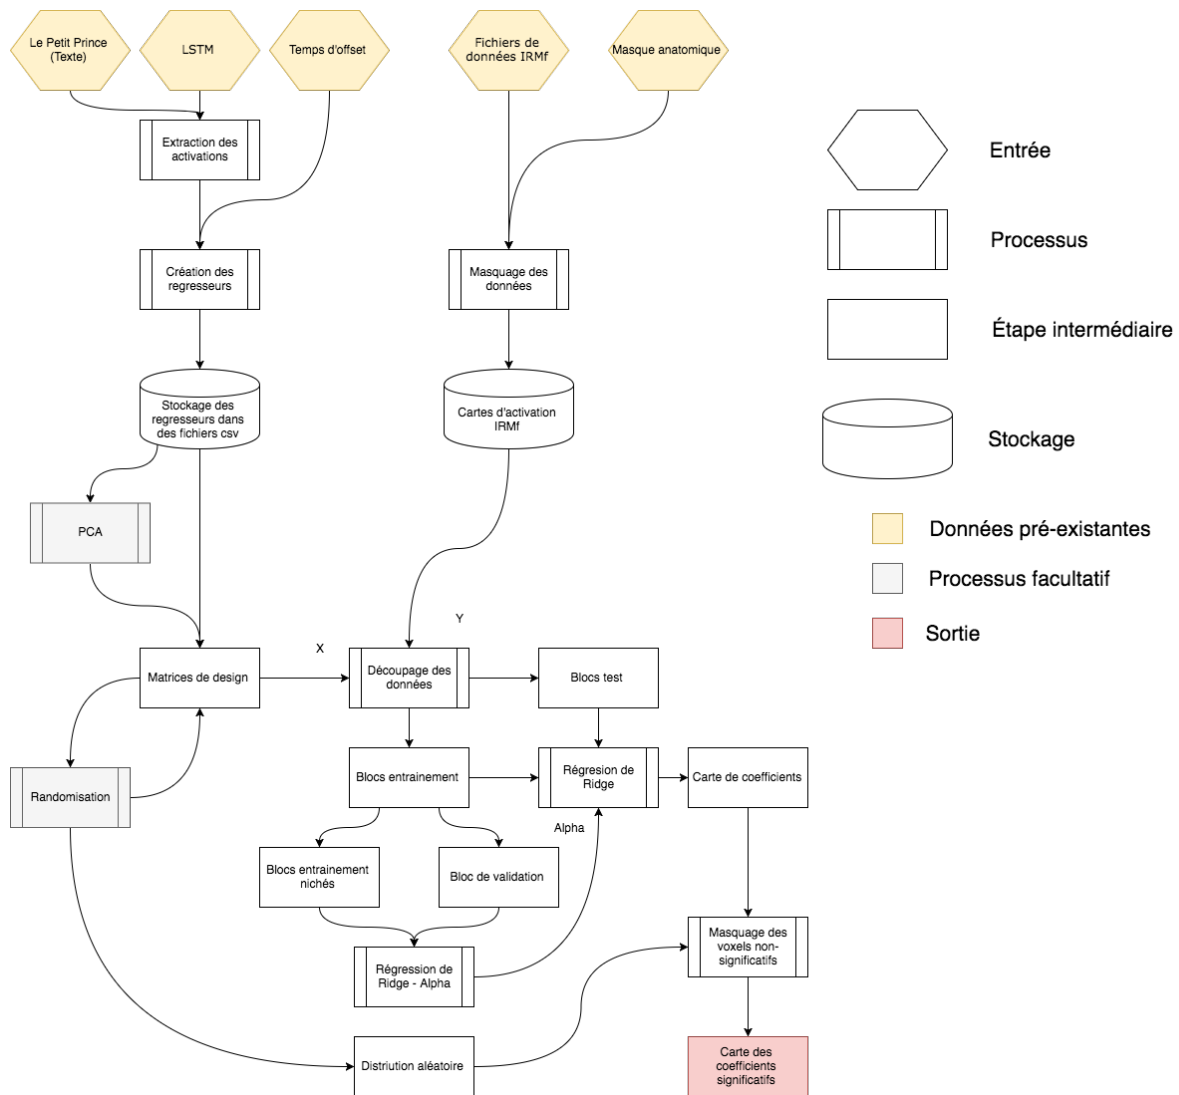 Le Petit Prince
(Texte)
LSTM
Temps d'offset
Fichiers de
données IRMf
Masque anatomique
Extraction des
activations
Entrée
Création des
regresseurs
Masquage des
données
Processus
Étape intermédiaire
Stockage des
regresseurs dans
des fichiers csv
Cartes d'activation
IRMf
Stockage
PCA
Données pré-existantes
Processus facultatif
Sortie
Y
X
Matrices de design
Découpage des
données
Blocs test
Randomisation
Blocs entrainement
Régresion de
Ridge
Carte de coefficients
Alpha
Blocs entrainement
nichés
Bloc de validation
Masquage des
voxels non-
significatifs
Régression de
Ridge - Alpha
Distriution aléatoire
Carte des
coefficients
significatifs